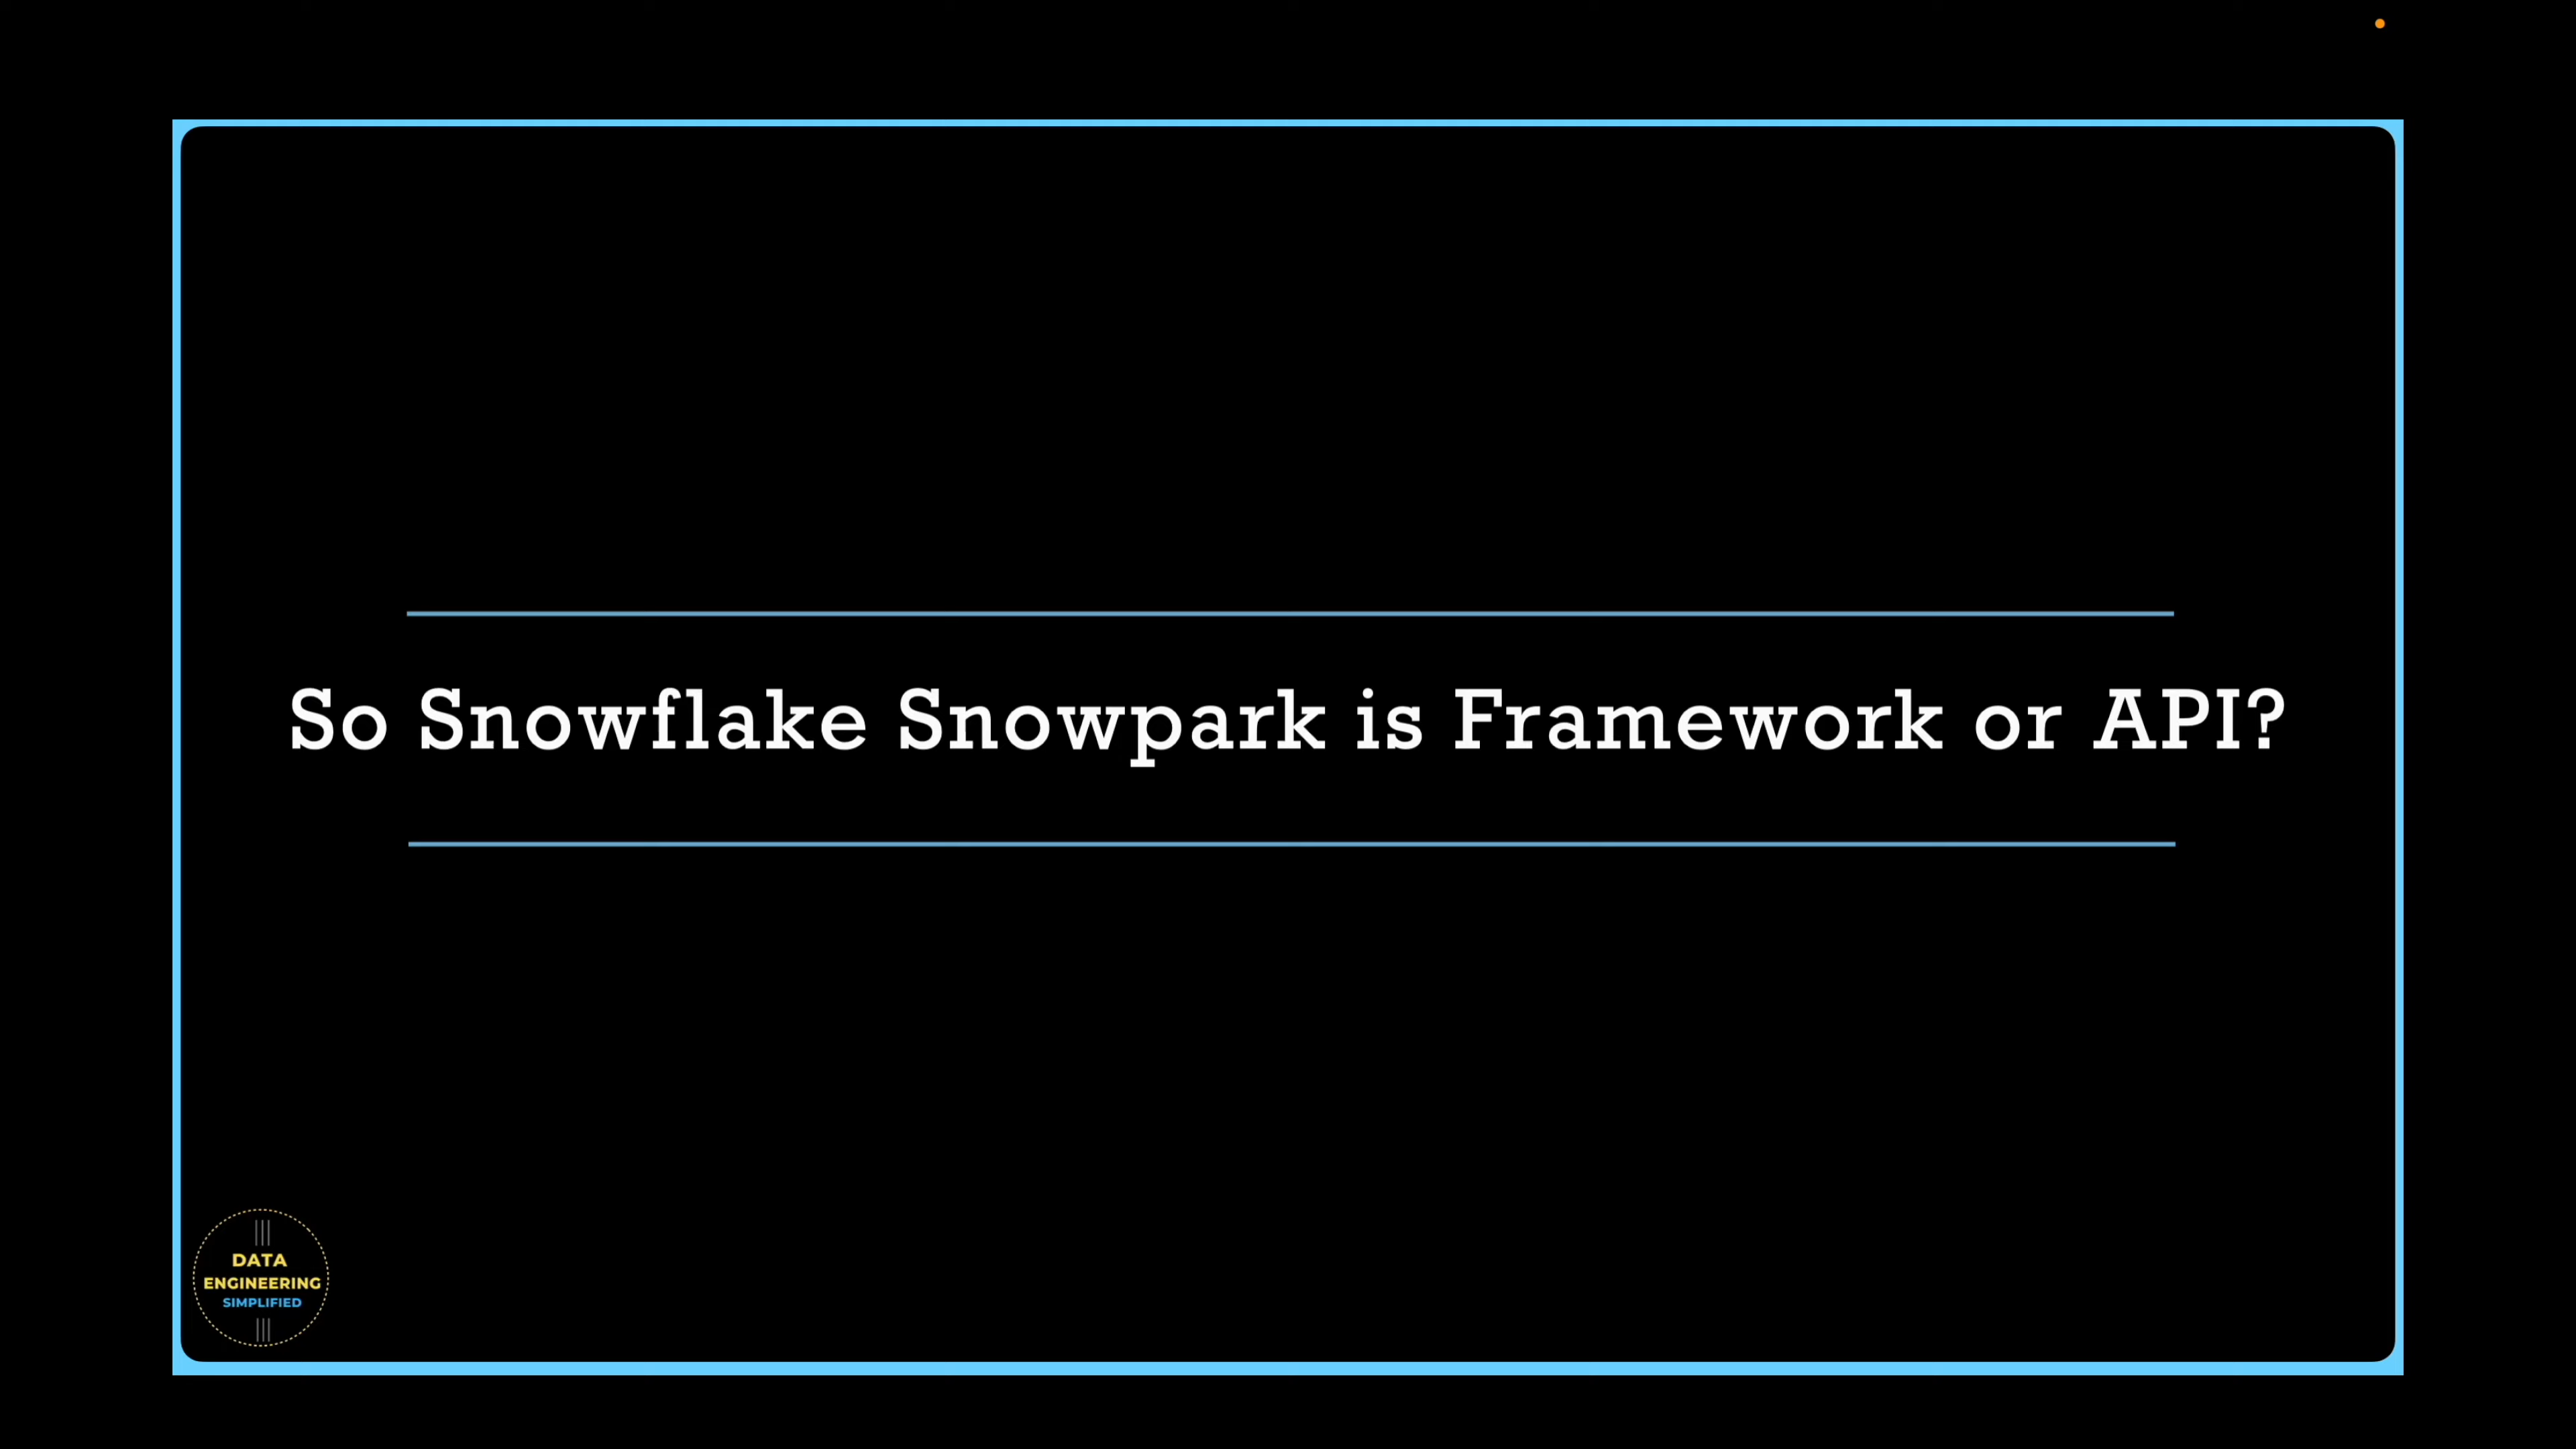 So Snowflake Snowpark is Framework or API?
DATA
ENGINEERING
SIMPLIFIED